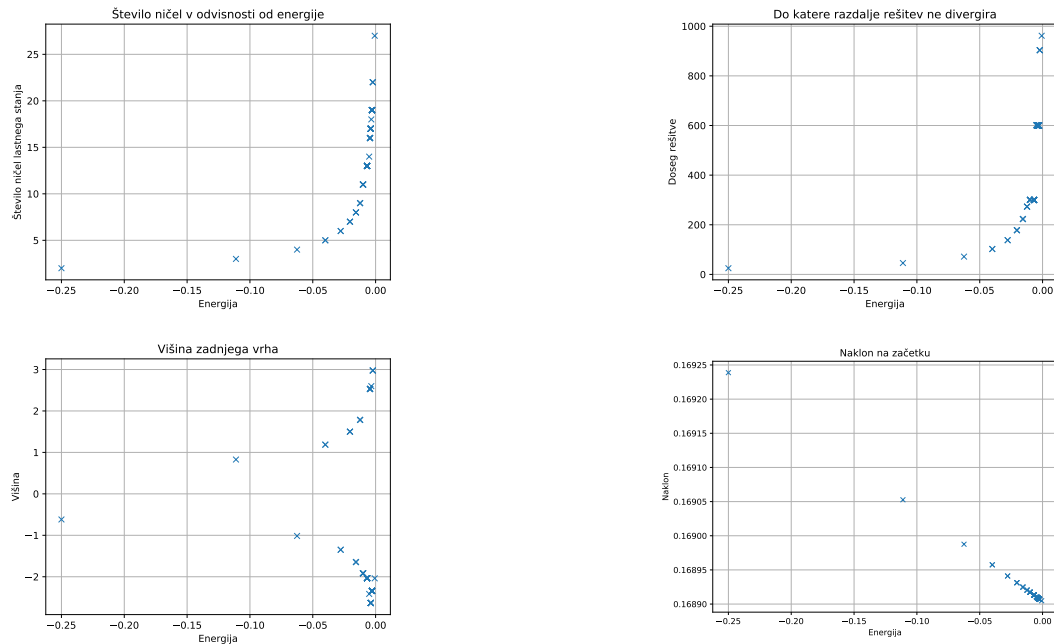 Število ničel v odvisnosti od energije
Število ničel lastnega stanja
25
20
15
10
5
−0.25 −0.20 −0.15 −0.10 −0.05 0.00
Energija
Do katere razdalje rešitev ne divergira
Doseg rešitve
1000
800
600
400
200
0
−0.25 −0.20 −0.15 −0.10 −0.05 0.00
Energija
Višina zadnjega vrha
Višina
3
2
1
0
−1
−2
−0.25 −0.20 −0.15 −0.10 −0.05 0.00
Energija
Naklon na začetku
Naklon
0.16925
0.16920
0.16915
0.16910
0.16905
0.16900
0.16895
0.16890
−0.25 −0.20 −0.15 −0.10 −0.05 0.00
Energija